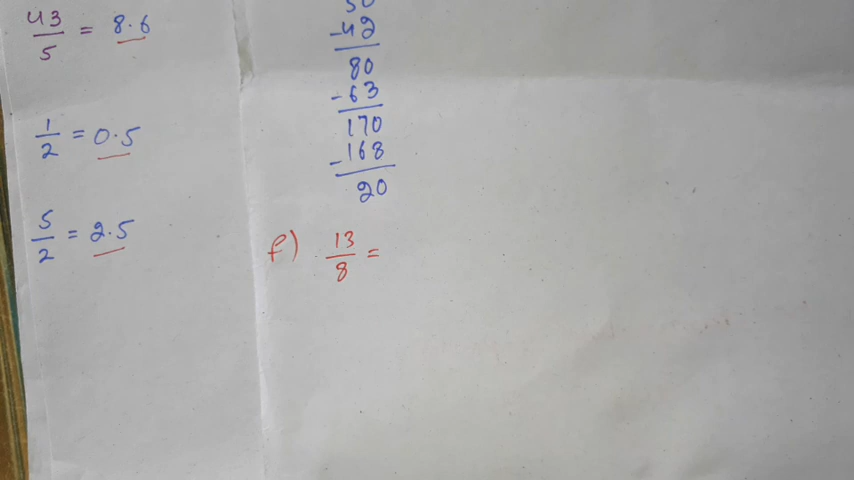 43/5 = 8.6
1/2 = 0.5
5/2 = 2.5
50
-42
80
-63
170
-168
20
f) 13/8 =